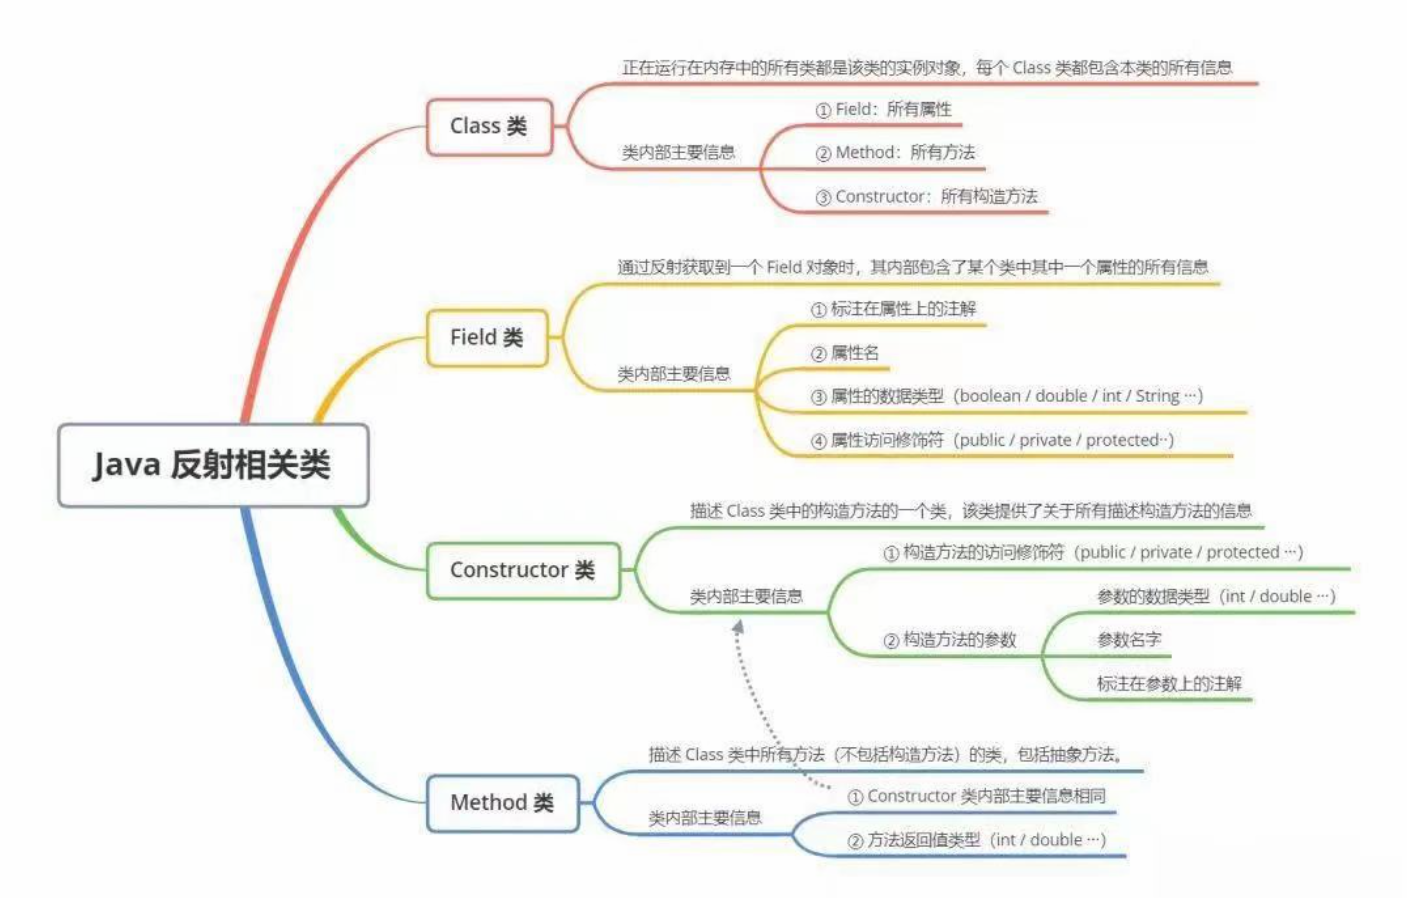 Java 反射相关类
Class 类
正在运行在内存中的所有类都是该类的实例对象，每个 Class 类都包含本类的所有信息
类内部主要信息
① Field：所有属性
② Method：所有方法
③ Constructor：所有构造方法
Field 类
通过反射获取到一个 Field 对象时，其内部包含了某个类中其中一个属性的所有信息
类内部主要信息
① 标注在属性上的注解
② 属性名
③ 属性的数据类型（boolean / double / int / String ···）
④ 属性访问修饰符（public / private / protected··）
Constructor 类
描述 Class 类中的构造方法的一个类，该类提供了关于所有描述构造方法的信息
类内部主要信息
① 构造方法的访问修饰符（public / private / protected ···）
② 构造方法的参数
参数的数据类型（int / double ···）
参数名字
标注在参数上的注解
Method 类
描述 Class 类中所有方法（不包括构造方法）的类，包括抽象方法。
类内部主要信息
① Constructor 类内部主要信息相同
② 方法返回值类型（int / double ···）